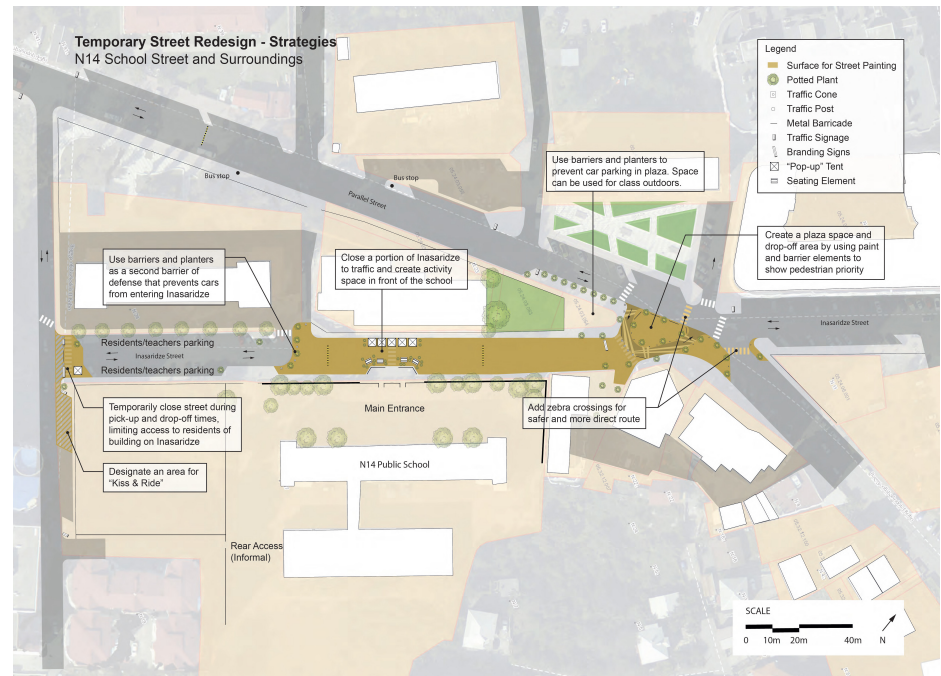 Temporary Street Redesign - Strategies
N14 School Street and Surroundings
Legend
Surface for Street Painting
Potted Plant
Traffic Cone
Traffic Post
Metal Barricade
Traffic Signage
Branding Signs
"Pop-up" Tent
Seating Element
Bus stop
Bus stop
Parallel Street
Use barriers and planters to
prevent car parking in plaza. Space
can be used for class outdoors.
Create a plaza space and
drop-off area by using paint
and barrier elements to
show pedestrian priority
Use barriers and planters
as a second barrier of
defense that prevents cars
from entering Inasaridze
Close a portion of Inasaridze
to traffic and create activity
space in front of the school
Inasaridze Street
Residents/teachers parking
Inasaridze Street
Residents/teachers parking
Temporarily close street during
pick-up and drop-off times,
limiting access to residents of
building on Inasaridze
Main Entrance
Add zebra crossings for
safer and more direct route
Designate an area for
"Kiss & Ride"
N14 Public School
Rear Access
(Informal)
SCALE
0 10m 20m 40m N